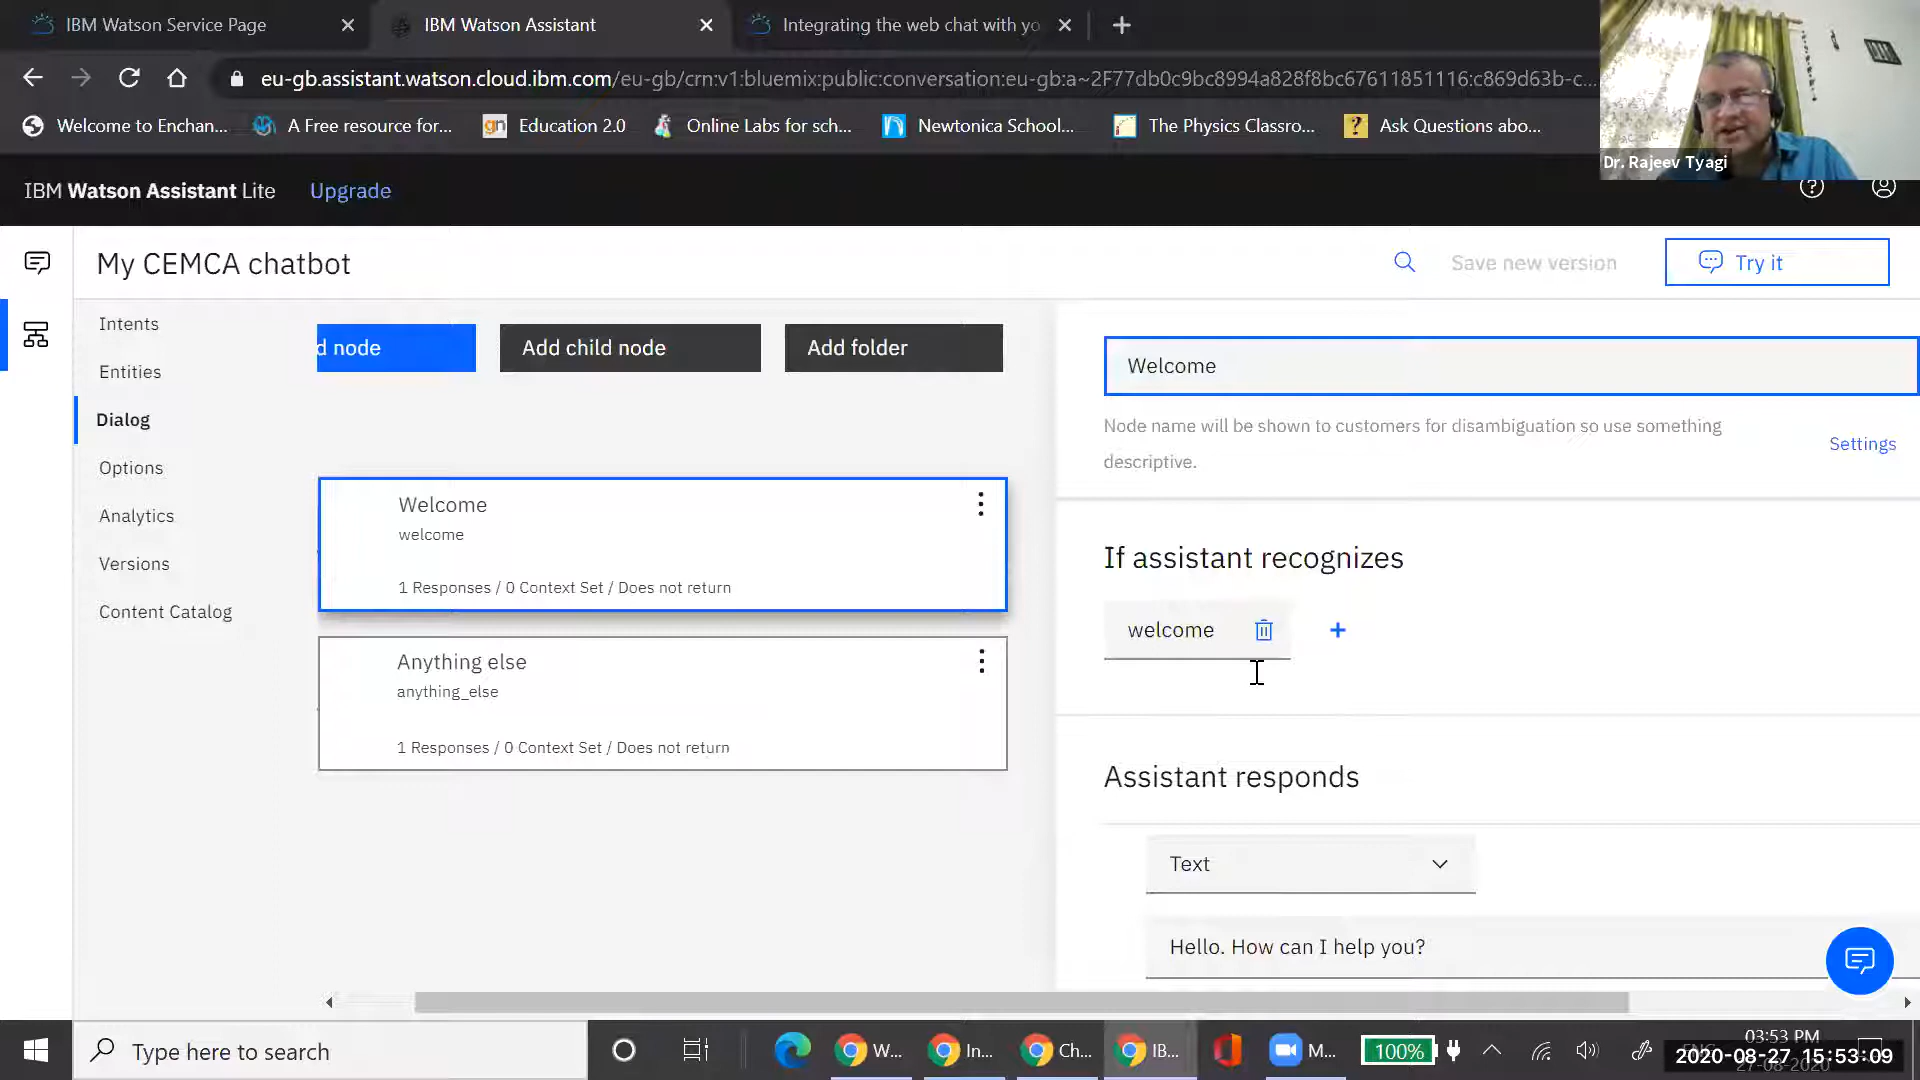 IBM Watson Service Page
IBM Watson Assistant
Integrating the web chat with yo
eu-gb.assistant.watson.cloud.ibm.com/eu-gb/crn:v1:bluemix:public:conversation:eu-gb:a~2F77db0c9bc8994a828f8bc67611851116:c869d63b-c...
Welcome to Enchan...
A Free resource for...
gn Education 2.0
Online Labs for sch...
Newtonica School...
The Physics Classro...
Ask Questions abo...
Dr. Rajeev Tyagi
IBM Watson Assistant Lite
Upgrade
My CEMCA chatbot
Save new version
Try it
Intents
Entities
Dialog
Options
Analytics
Versions
Content Catalog
d node
Add child node
Add folder
Welcome
welcome
1 Responses / 0 Context Set / Does not return
Anything else
anything_else
1 Responses / 0 Context Set / Does not return
Welcome
Node name will be shown to customers for disambiguation so use something
descriptive.
Settings
If assistant recognizes
welcome
Assistant responds
Text
Hello. How can I help you?
Type here to search
W...
In...
Ch...
IB...
M...
100%
03:53 PM
2020-08-27 15:53:09
27-08-2020